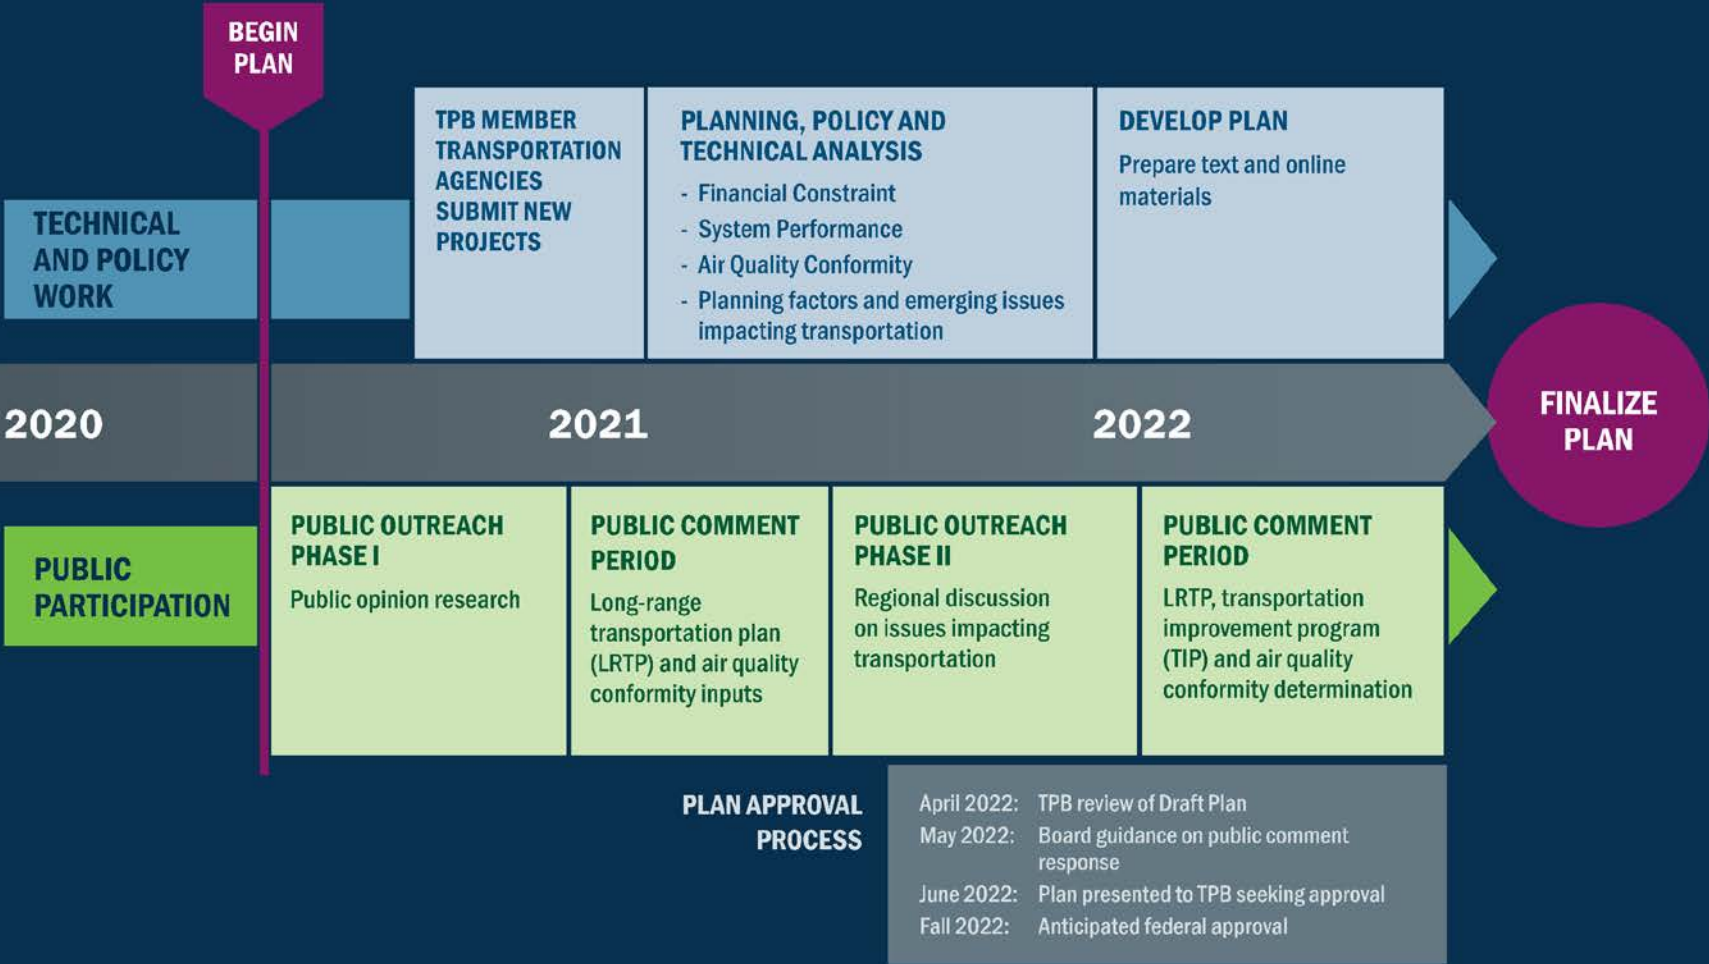 BEGIN
PLAN
TECHNICAL
AND POLICY
WORK
TPB MEMBER
TRANSPORTATION
AGENCIES
SUBMIT NEW
PROJECTS
PLANNING, POLICY AND
TECHNICAL ANALYSIS
- Financial Constraint
- System Performance
- Air Quality Conformity
- Planning factors and emerging issues
impacting transportation
DEVELOP PLAN
Prepare text and online
materials
2020
2021
2022
FINALIZE
PLAN
PUBLIC
PARTICIPATION
PUBLIC OUTREACH
PHASE I
Public opinion research
PUBLIC COMMENT
PERIOD
Long-range
transportation plan
(LRTP) and air quality
conformity inputs
PUBLIC OUTREACH
PHASE II
Regional discussion
on issues impacting
transportation
PUBLIC COMMENT
PERIOD
LRTP, transportation
improvement program
(TIP) and air quality
conformity determination
PLAN APPROVAL
PROCESS
April 2022: TPB review of Draft Plan
May 2022: Board guidance on public comment
response
June 2022: Plan presented to TPB seeking approval
Fall 2022: Anticipated federal approval